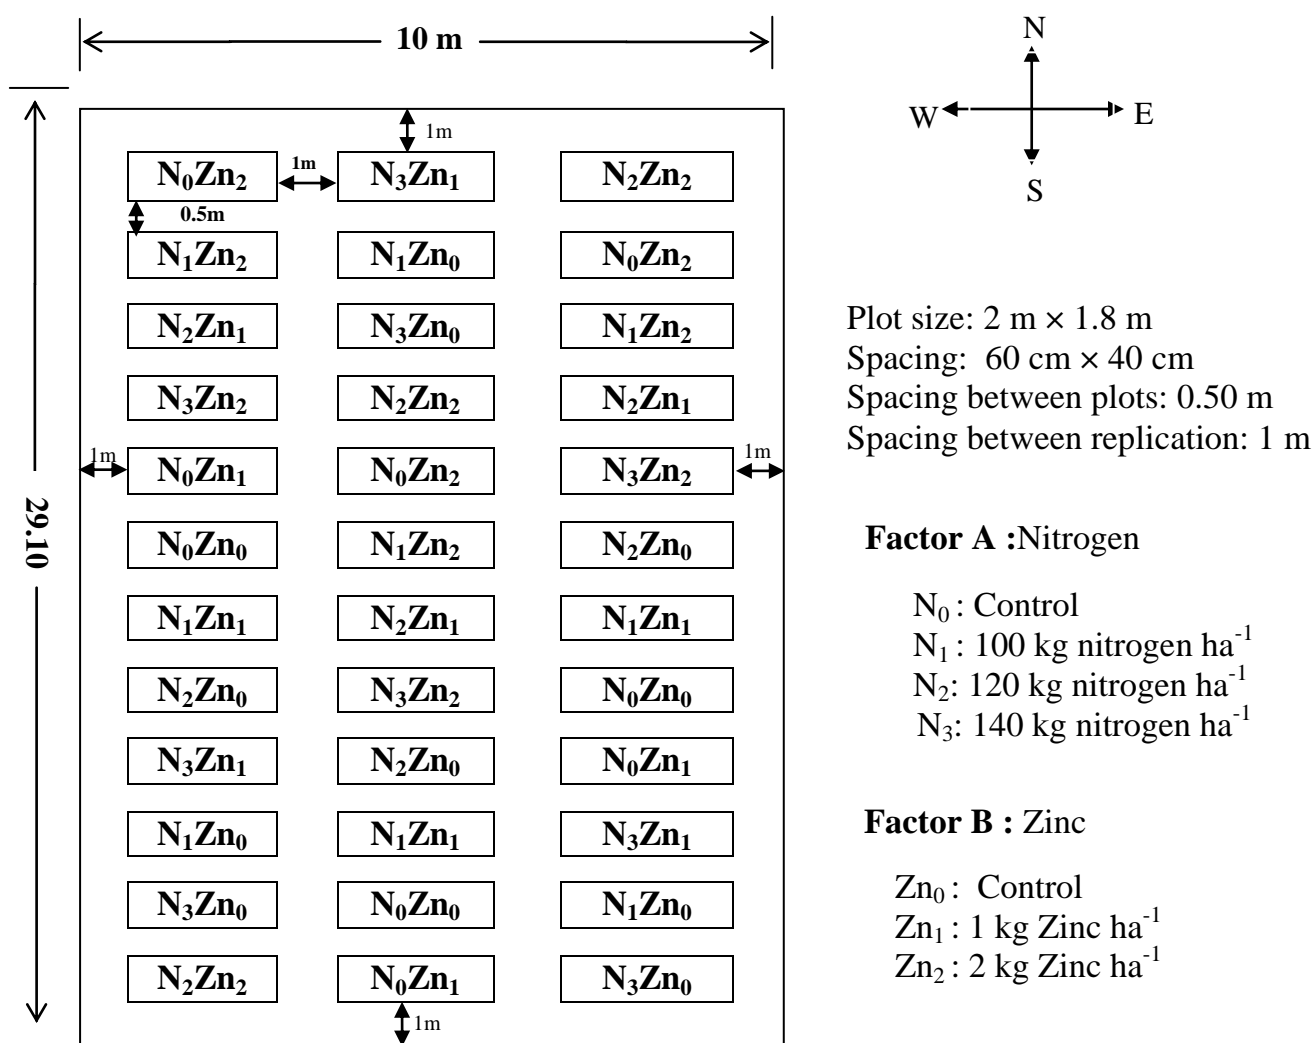 10 m
N
W E
S
1m
N₀Zn₂ 1m N₃Zn₁ N₂Zn₂
0.5m
N₁Zn₂ N₁Zn₀ N₀Zn₂
N₂Zn₁ N₃Zn₀ N₁Zn₂
N₃Zn₂ N₂Zn₂ N₂Zn₁
1m N₀Zn₁ N₀Zn₂ N₃Zn₂ 1m
29.10
N₀Zn₀ N₁Zn₂ N₂Zn₀
N₁Zn₁ N₂Zn₁ N₁Zn₁
N₂Zn₀ N₃Zn₂ N₀Zn₀
N₃Zn₁ N₂Zn₀ N₀Zn₁
N₁Zn₀ N₁Zn₁ N₃Zn₁
N₃Zn₀ N₀Zn₀ N₁Zn₀
N₂Zn₂ N₀Zn₁ N₃Zn₀
1m
Plot size: 2 m × 1.8 m
Spacing: 60 cm × 40 cm
Spacing between plots: 0.50 m
Spacing between replication: 1 m
Factor A :Nitrogen
N₀ : Control
N₁ : 100 kg nitrogen ha⁻¹
N₂: 120 kg nitrogen ha⁻¹
N₃: 140 kg nitrogen ha⁻¹
Factor B : Zinc
Zn₀ : Control
Zn₁ : 1 kg Zinc ha⁻¹
Zn₂ : 2 kg Zinc ha⁻¹